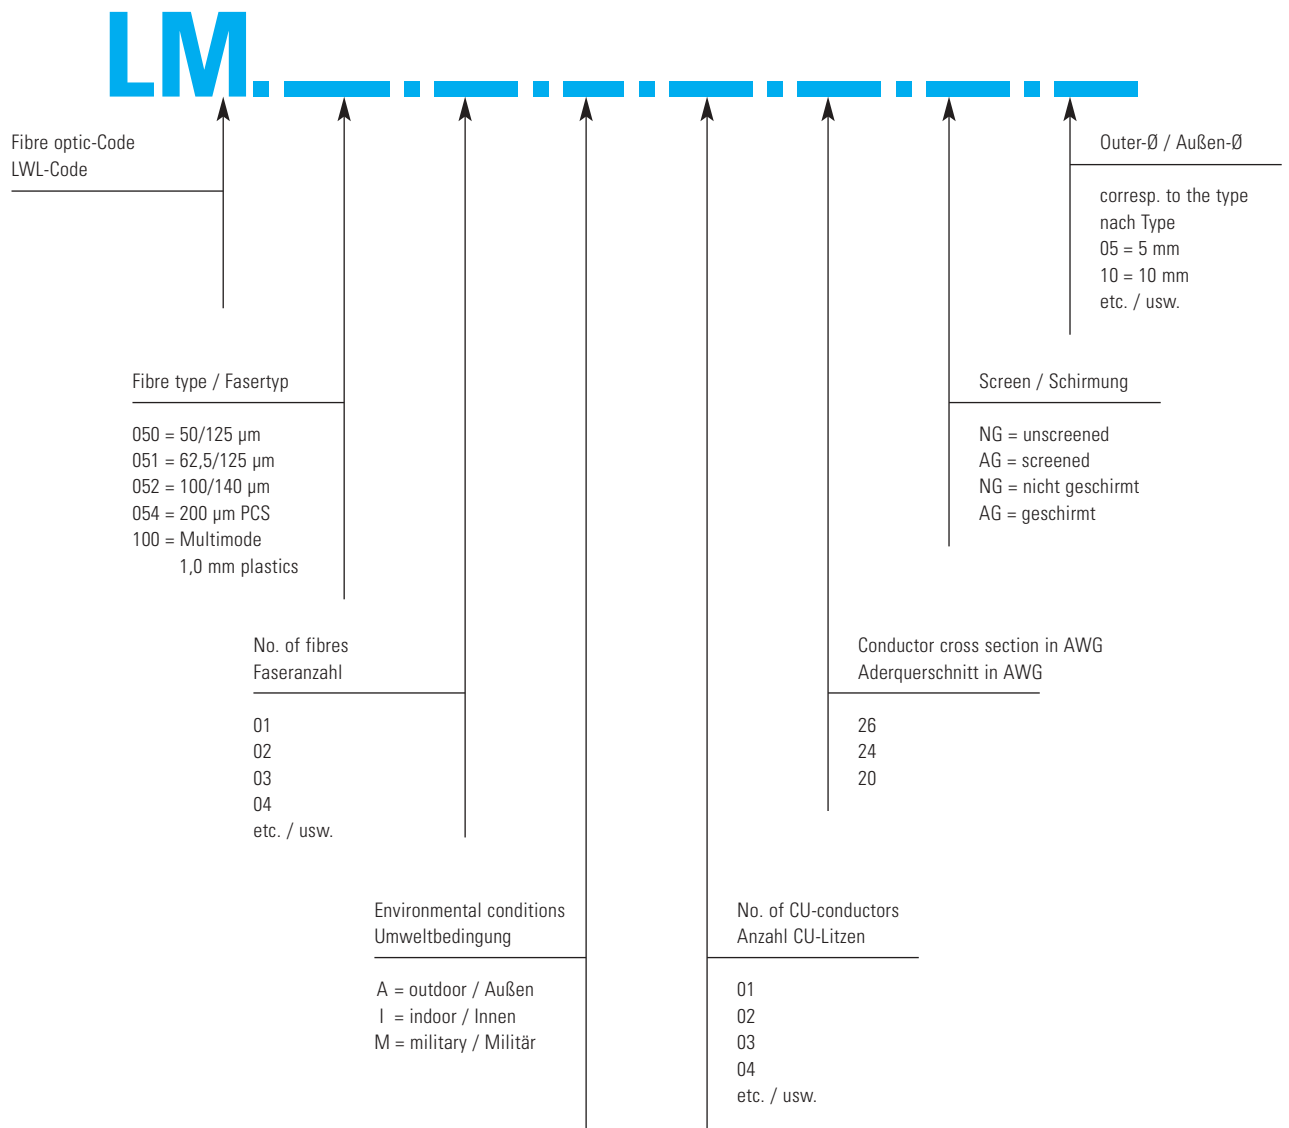 LM.
Fibre optic-Code
LWL-Code
Outer-Ø / Außen-Ø
corresp. to the type
nach Type
05 = 5 mm
10 = 10 mm
etc. / usw.
Fibre type / Fasertyp
050 = 50/125 µm
051 = 62,5/125 µm
052 = 100/140 µm
054 = 200 µm PCS
100 = Multimode
1,0 mm plastics
Screen / Schirmung
NG = unscreened
AG = screened
NG = nicht geschirmt
AG = geschirmt
No. of fibres
Faseranzahl
01
02
03
04
etc. / usw.
Conductor cross section in AWG
Aderquerschnitt in AWG
26
24
20
Environmental conditions
Umweltbedingung
A = outdoor / Außen
I = indoor / Innen
M = military / Militär
No. of CU-conductors
Anzahl CU-Litzen
01
02
03
04
etc. / usw.